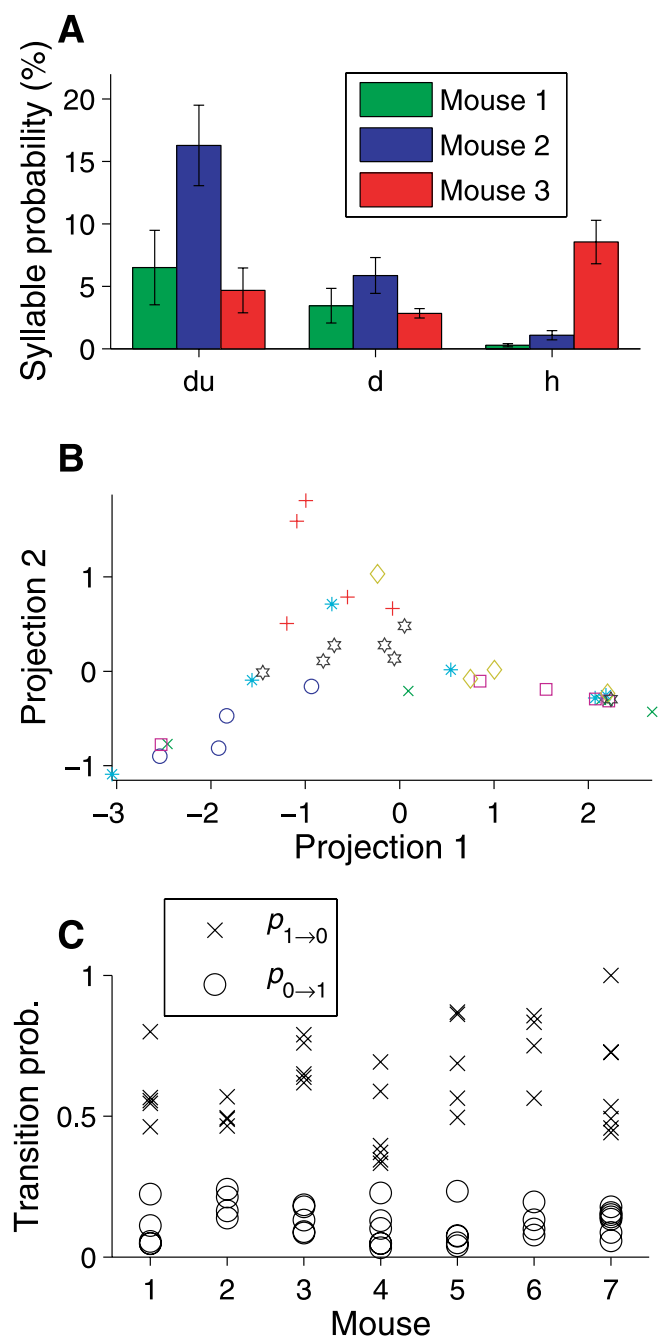 A
Syllable probability (%)
20
15
10
5
0
Mouse 1
Mouse 2
Mouse 3
du d h
B
Projection 2
1
0
−1
−3 −2 −1 0 1 2
Projection 1
C
p1→0
p0→1
Transition prob.
1
0.5
0
1 2 3 4 5 6 7
Mouse